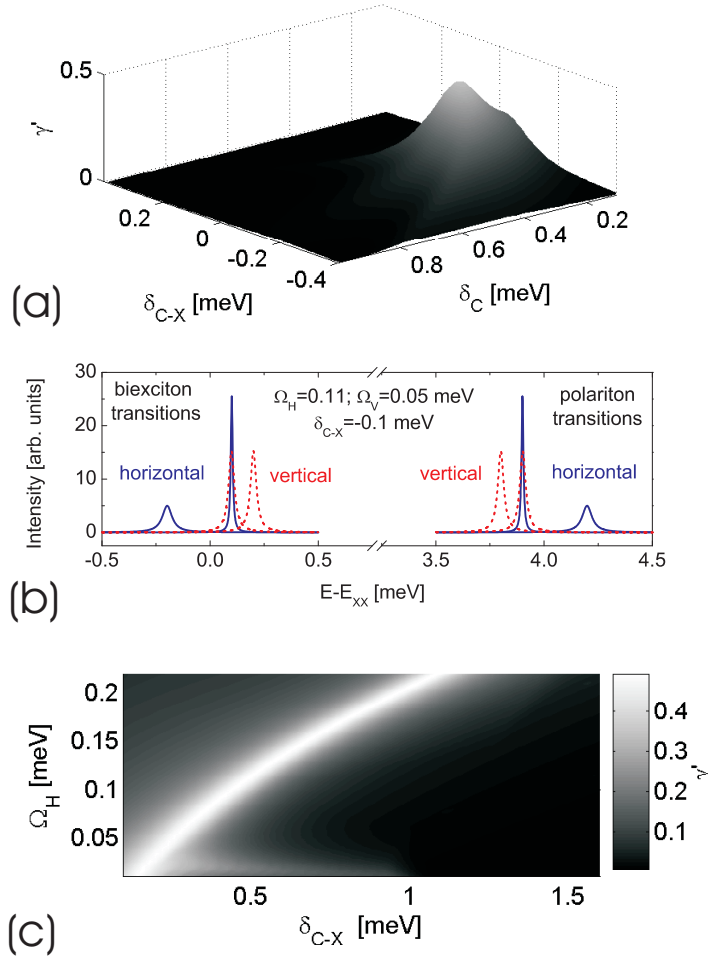 0.5
γ'
0
0.2
0
-0.2
-0.4
0.8
0.6
0.4
0.2
δC-X [meV]
δC [meV]
(a)
30
20
10
0
Intensity [arb. units]
biexciton
transitions
ΩH=0.11; ΩV=0.05 meV
δC-X=-0.1 meV
polariton
transitions
horizontal
vertical
vertical
horizontal
-0.5
0.0
0.5
3.5
4.0
4.5
E-EXX [meV]
(b)
0.2
0.15
0.1
0.05
ΩH [meV]
0.5
1
1.5
δC-X [meV]
0.4
0.3
0.2
0.1
γ'
(c)